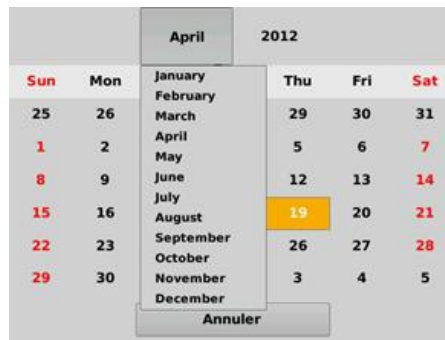 April 2012
Sun Mon Thu Fri Sat
January
February
March
April
May
June
July
August
September
October
November
December
25 26 29 30 31
1 2 5 6 7
8 9 12 13 14
15 16 19 20 21
22 23 26 27 28
29 30 3 4 5
Annuler